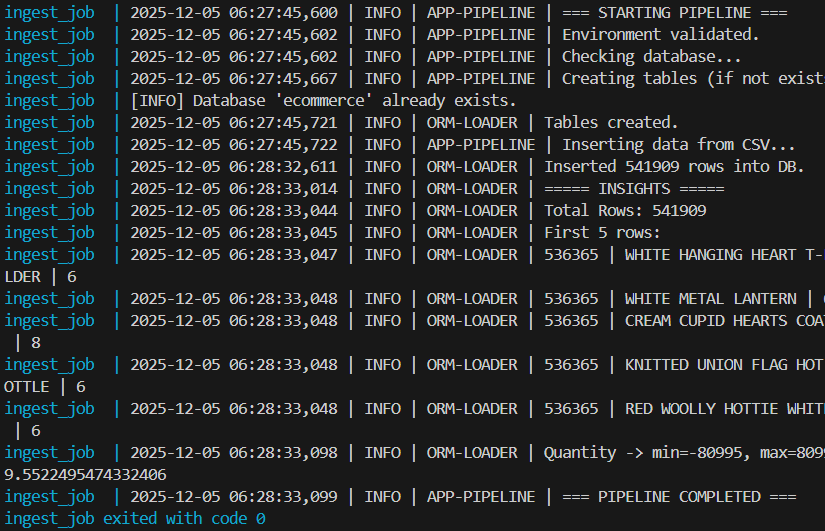 ingest_job | 2025-12-05 06:27:45,600 | INFO | APP-PIPELINE | === STARTING PIPELINE ===
ingest_job | 2025-12-05 06:27:45,602 | INFO | APP-PIPELINE | Environment validated.
ingest_job | 2025-12-05 06:27:45,602 | INFO | APP-PIPELINE | Checking database...
ingest_job | 2025-12-05 06:27:45,667 | INFO | APP-PIPELINE | Creating tables (if not exist
ingest_job | [INFO] Database 'ecommerce' already exists.
ingest_job | 2025-12-05 06:27:45,721 | INFO | ORM-LOADER | Tables created.
ingest_job | 2025-12-05 06:27:45,722 | INFO | APP-PIPELINE | Inserting data from CSV...
ingest_job | 2025-12-05 06:28:32,611 | INFO | ORM-LOADER | Inserted 541909 rows into DB.
ingest_job | 2025-12-05 06:28:33,014 | INFO | ORM-LOADER | ===== INSIGHTS =====
ingest_job | 2025-12-05 06:28:33,044 | INFO | ORM-LOADER | Total Rows: 541909
ingest_job | 2025-12-05 06:28:33,045 | INFO | ORM-LOADER | First 5 rows:
ingest_job | 2025-12-05 06:28:33,047 | INFO | ORM-LOADER | 536365 | WHITE HANGING HEART T-
LDER | 6
ingest_job | 2025-12-05 06:28:33,048 | INFO | ORM-LOADER | 536365 | WHITE METAL LANTERN |
ingest_job | 2025-12-05 06:28:33,048 | INFO | ORM-LOADER | 536365 | CREAM CUPID HEARTS COA
| 8
ingest_job | 2025-12-05 06:28:33,048 | INFO | ORM-LOADER | 536365 | KNITTED UNION FLAG HOT
OTTLE | 6
ingest_job | 2025-12-05 06:28:33,048 | INFO | ORM-LOADER | 536365 | RED WOOLLY HOTTIE WHIT
| 6
ingest_job | 2025-12-05 06:28:33,098 | INFO | ORM-LOADER | Quantity -> min=-80995, max=809
9.5522495474332406
ingest_job | 2025-12-05 06:28:33,099 | INFO | APP-PIPELINE | === PIPELINE COMPLETED ===
ingest_job exited with code 0